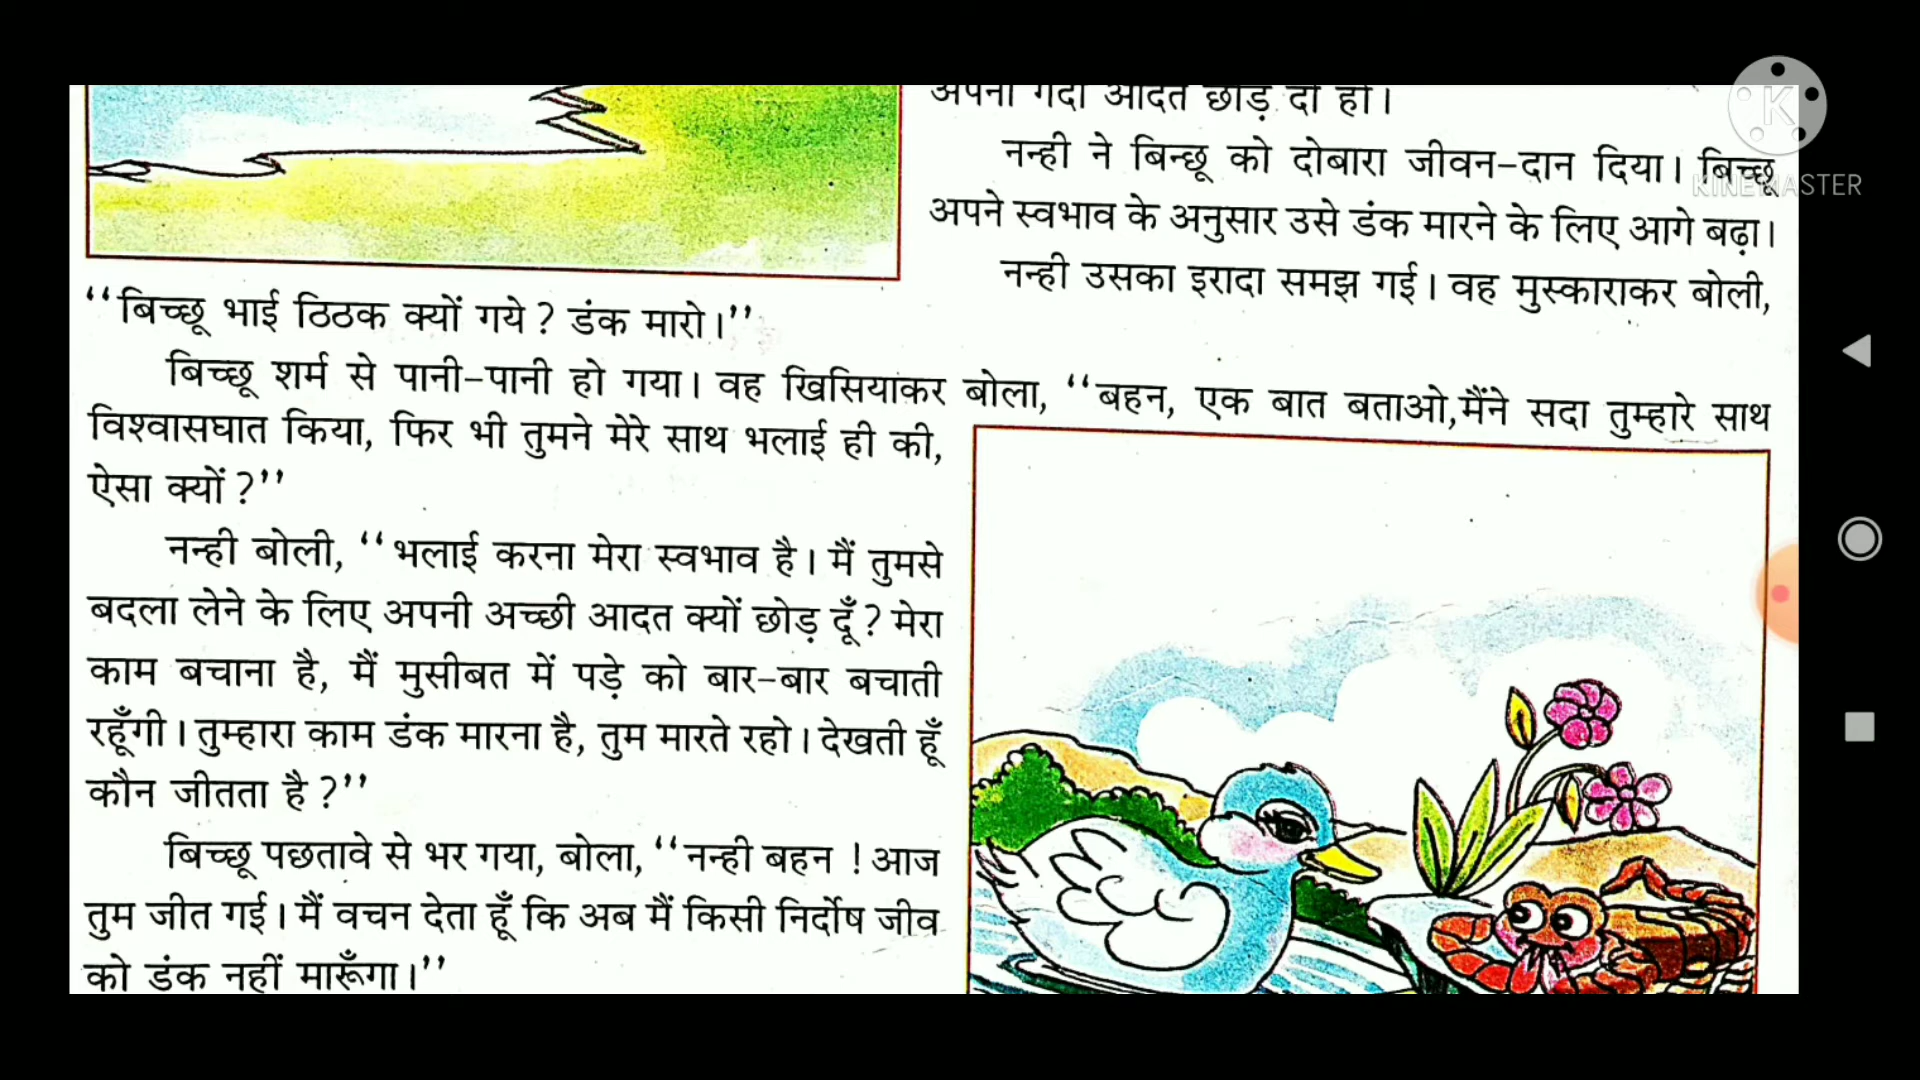 अपनी गंदी आदत छोड़ दी हो।
नन्ही ने बिन्छू को दोबारा जीवन-दान दिया। बिच्छू
अपने स्वभाव के अनुसार उसे डंक मारने के लिए आगे बढ़ा।
नन्ही उसका इरादा समझ गई। वह मुस्काराकर बोली,
‘‘बिच्छू भाई ठिठक क्यों गये ? डंक मारो।’’
बिच्छू शर्म से पानी-पानी हो गया। वह खिसियाकर बोला, ‘‘बहन, एक बात बताओ,मैंने सदा तुम्हारे साथ
विश्वासघात किया, फिर भी तुमने मेरे साथ भलाई ही की,
ऐसा क्यों ?’’
नन्ही बोली, ‘‘भलाई करना मेरा स्वभाव है। मैं तुमसे
बदला लेने के लिए अपनी अच्छी आदत क्यों छोड़ दूँ ? मेरा
काम बचाना है, मैं मुसीबत में पड़े को बार-बार बचाती
रहूँगी। तुम्हारा काम डंक मारना है, तुम मारते रहो। देखती हूँ
कौन जीतता है ?’’
बिच्छू पछतावे से भर गया, बोला, ‘‘नन्ही बहन ! आज
तुम जीत गई। मैं वचन देता हूँ कि अब मैं किसी निर्दोष जीव
को डंक नहीं मारूँगा।’’
K
KINEMASTER